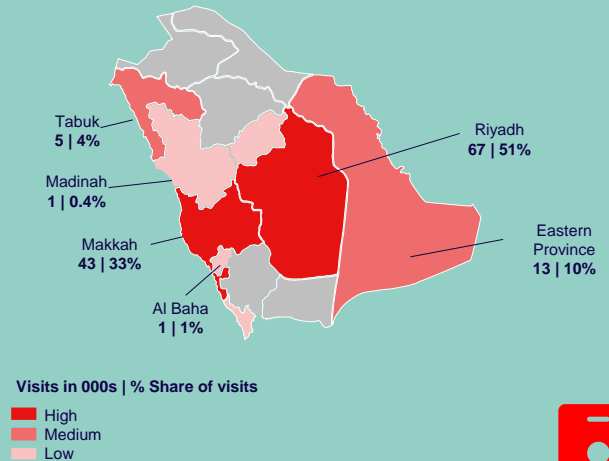 Tabuk
5 | 4%
Madinah
1 | 0.4%
Makkah
43 | 33%
Al Baha
1 | 1%
Riyadh
67 | 51%
Eastern
Province
13 | 10%
Visits in 000s | % Share of visits
High
Medium
Low